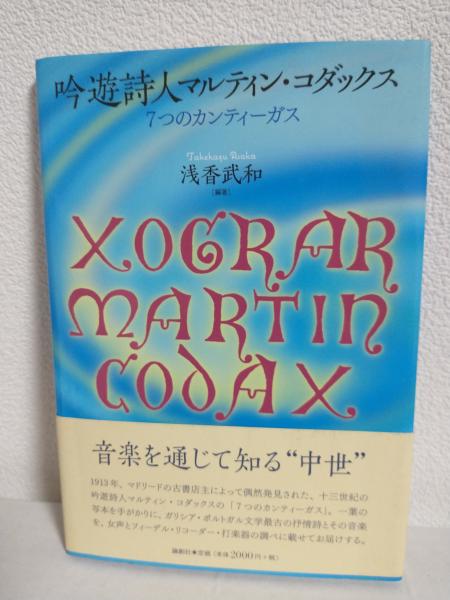 吟遊詩人マルティン・コダックス
7つのカンティーガス
Takekazu Asaka
浅香武和
[編著]
XOGRAR
MARTIN
CODAX
音楽を通じて知る“中世”
1913年、マドリードの古書店主によって偶然発見された、十三世紀の
吟遊詩人マルティン・コダックスの「7つのカンティーガス」。一葉の
写本を手がかりに、ガリシア・ポルトガル文学最古の抒情詩とその音楽
を、女声とフィーデル・リコーダー・打楽器の調べに載せてお届けする。
論創社★定価(本体2000円+税)